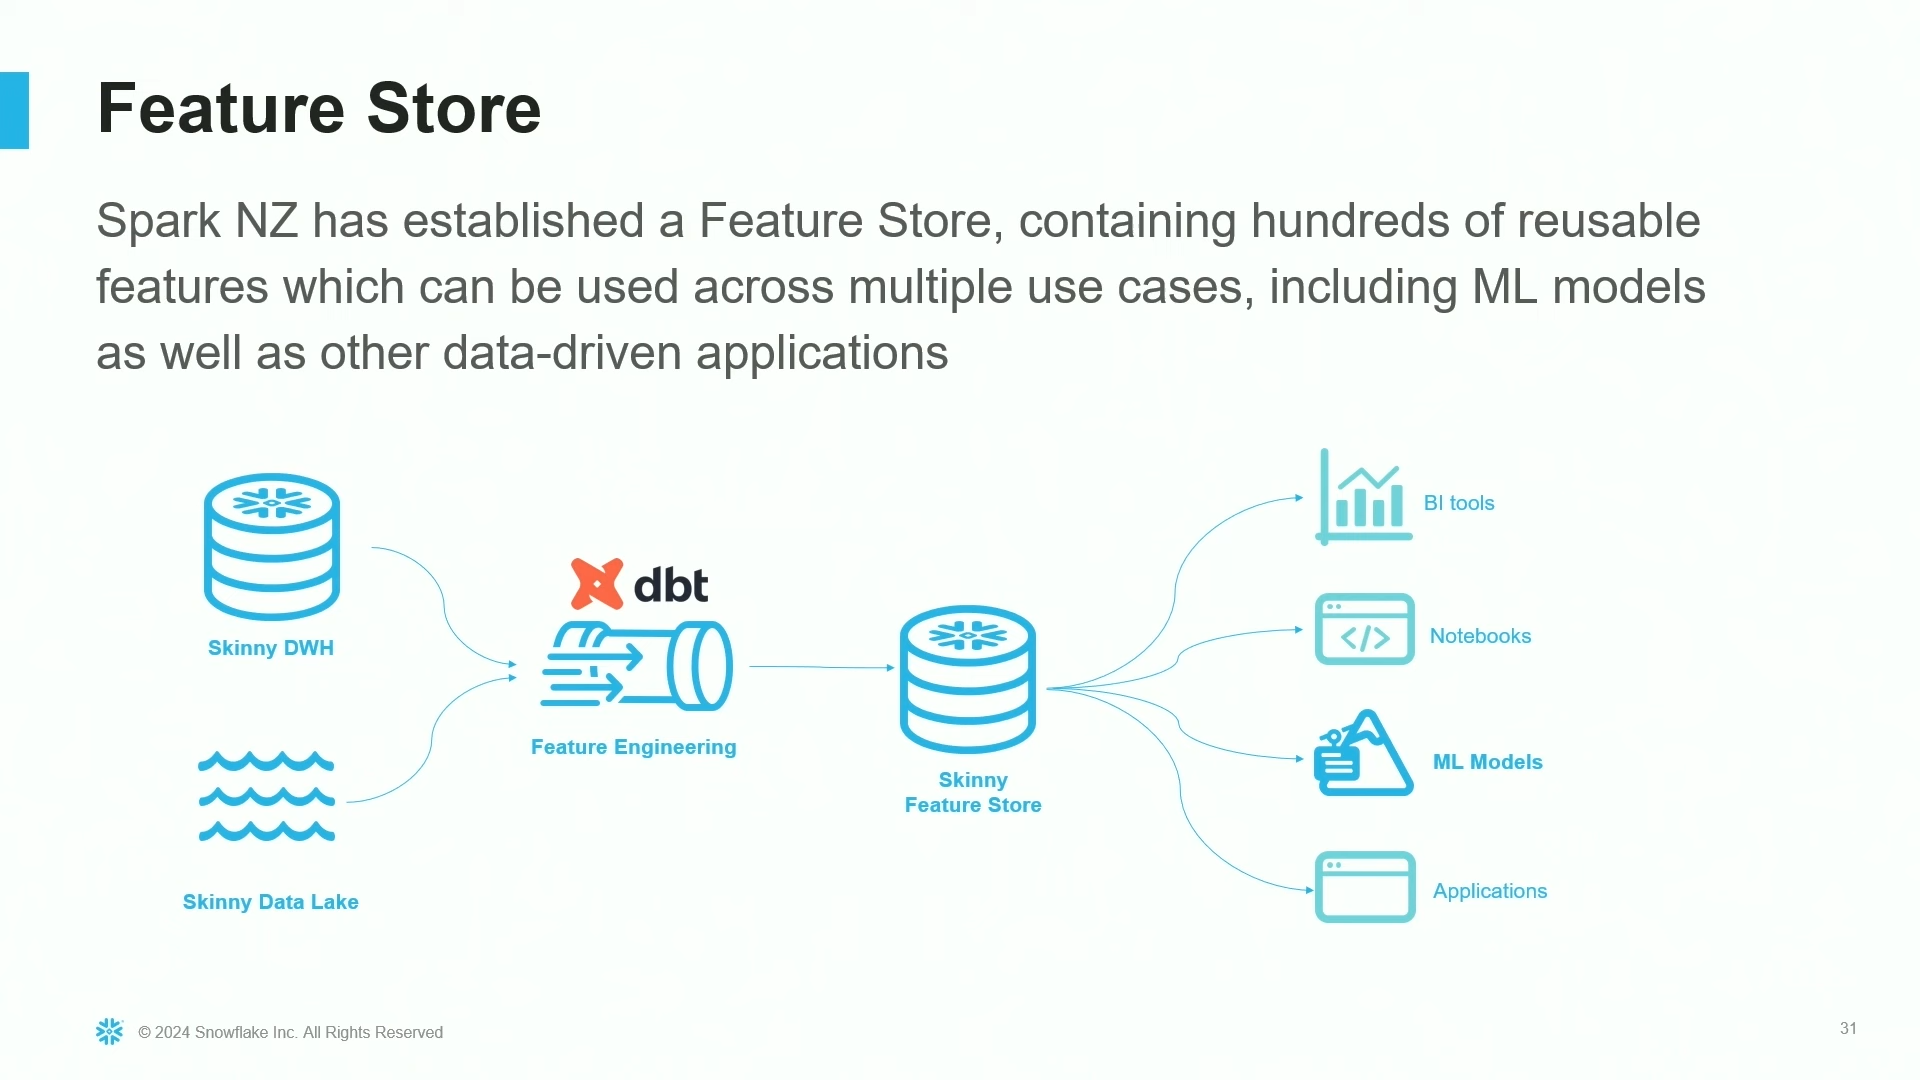 Feature Store
Spark NZ has established a Feature Store, containing hundreds of reusable
features which can be used across multiple use cases, including ML models
as well as other data-driven applications
Skinny DWH
Skinny Data Lake
dbt
Feature Engineering
Skinny
Feature Store
BI tools
</>
Notebooks
ML Models
Applications
© 2024 Snowflake Inc. All Rights Reserved
31